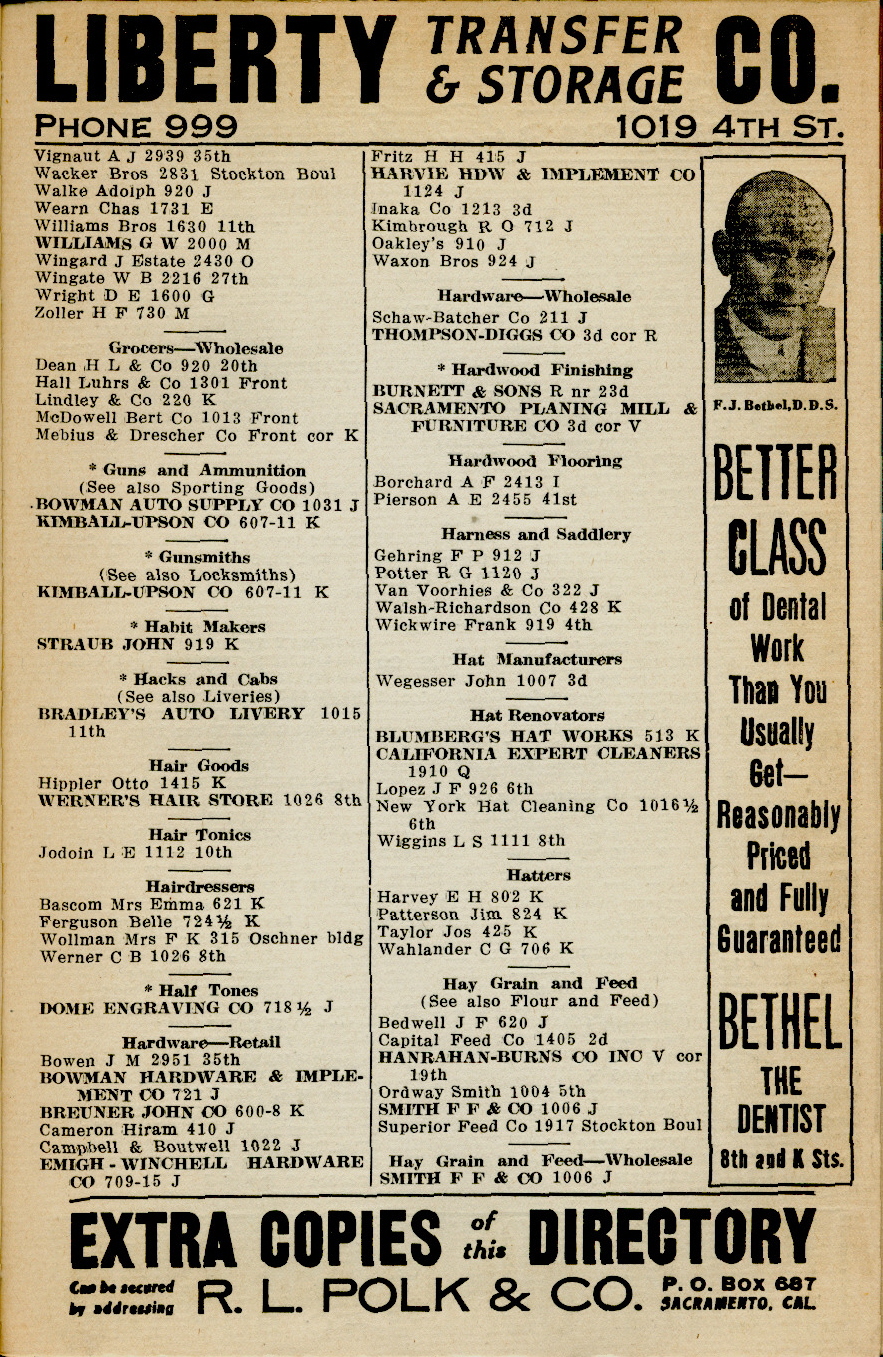 LIBERTY TRANSFER & STORAGE CO.
PHONE 999 1019 4TH ST.
Vignaut A J 2939 35th
Wacker Bros 2831 Stockton Boul
Walke Adolph 920 J
Wearn Chas 1731 E
Williams Bros 1630 11th
WILLIAMS G W 2000 M
Wingard J Estate 2430 O
Wingate W B 2216 27th
Wright D E 1600 G
Zoller H F 730 M
Grocers—Wholesale
Dean H L & Co 920 20th
Hall Luhrs & Co 1301 Front
Lindley & Co 220 K
McDowell Bert Co 1013 Front
Mebius & Drescher Co Front cor K
* Guns and Ammunition
(See also Sporting Goods)
BOWMAN AUTO SUPPLY CO 1031 J
KIMBALL-UPSON CO 607-11 K
* Gunsmiths
(See also Locksmiths)
KIMBALL-UPSON CO 607-11 K
* Habit Makers
STRAUB JOHN 919 K
* Hacks and Cabs
(See also Liveries)
BRADLEY'S AUTO LIVERY 1015
11th
Hair Goods
Hippler Otto 1415 K
WERNER'S HAIR STORE 1026 8th
Hair Tonics
Jodoin L E 1112 10th
Hairdressers
Bascom Mrs Emma 621 K
Ferguson Belle 724½ K
Wollman Mrs F K 315 Oschner bldg
Werner C B 1026 8th
* Half Tones
DOME ENGRAVING CO 718½ J
Hardware—Retail
Bowen J M 2951 35th
BOWMAN HARDWARE & IMPLE-
MENT CO 721 J
BREUNER JOHN CO 600-8 K
Cameron Hiram 410 J
Campbell & Boutwell 1022 J
EMIGH-WINCHELL HARDWARE
CO 709-15 J
Fritz H H 415 J
HARVIE HDW & IMPLEMENT CO
1124 J
Inaka Co 1213 3d
Kimbrough R O 712 J
Oakley's 910 J
Waxon Bros 924 J
Hardware—Wholesale
Schaw-Batcher Co 211 J
THOMPSON-DIGGS CO 3d cor R
* Hardwood Finishing
BURNETT & SONS R nr 23d
SACRAMENTO PLANING MILL &
FURNITURE CO 3d cor V
Hardwood Flooring
Borchard A F 2413 I
Pierson A E 2455 41st
Harness and Saddlery
Gehring F P 912 J
Potter R G 1120 J
Van Voorhies & Co 322 J
Walsh-Richardson Co 428 K
Wickwire Frank 919 4th
Hat Manufacturers
Wegesser John 1007 3d
Hat Renovators
BLUMBERG'S HAT WORKS 513 K
CALIFORNIA EXPERT CLEANERS
1910 Q
Lopez J F 926 6th
New York Hat Cleaning Co 1016½
6th
Wiggins L S 1111 8th
Hatters
Harvey E H 802 K
Patterson Jim 824 K
Taylor Jos 425 K
Wahlander C G 706 K
Hay Grain and Feed
(See also Flour and Feed)
Bedwell J F 620 J
Capital Feed Co 1405 2d
HANRAHAN-BURNS CO INC V cor
19th
Ordway Smith 1004 5th
SMITH F F & CO 1006 J
Superior Feed Co 1917 Stockton Boul
Hay Grain and Feed—Wholesale
SMITH F F & CO 1006 J
F.J. Bethel, D.D.S.
BETTER
CLASS
of Dental
Work
Than You
Usually
Get—
Reasonably
Priced
and Fully
Guaranteed
BETHEL
THE
DENTIST
8th and K Sts.
EXTRA COPIES of this DIRECTORY
Can be secured by addressing R. L. POLK & CO. P. O. BOX 687 SACRAMENTO, CAL.